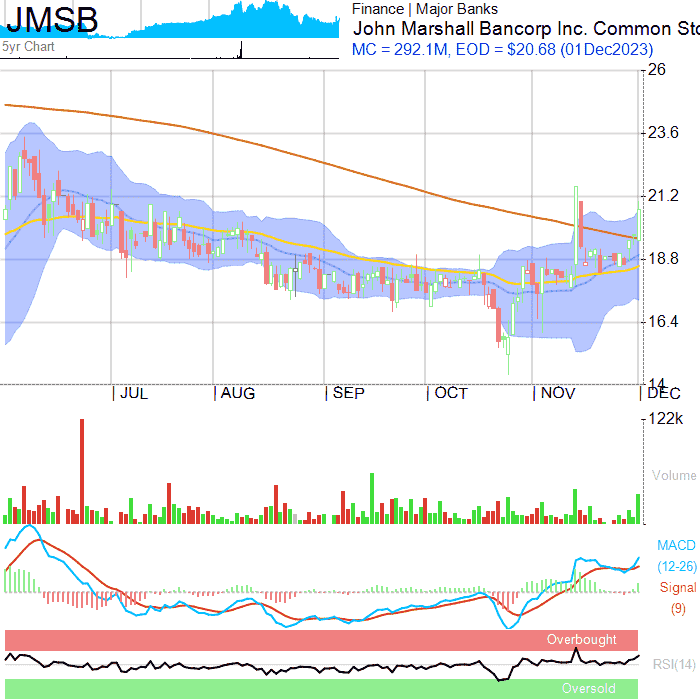 JMSB
5yr Chart
Finance | Major Banks
John Marshall Bancorp Inc. Common Sto
MC = 292.1M, EOD = $20.68 (01Dec2023)
26
23.6
21.2
18.8
16.4
14
JUL AUG SEP OCT NOV DEC
122k
Volume
MACD
(12-26)
Signal
(9)
Overbought
RSI(14)
Oversold